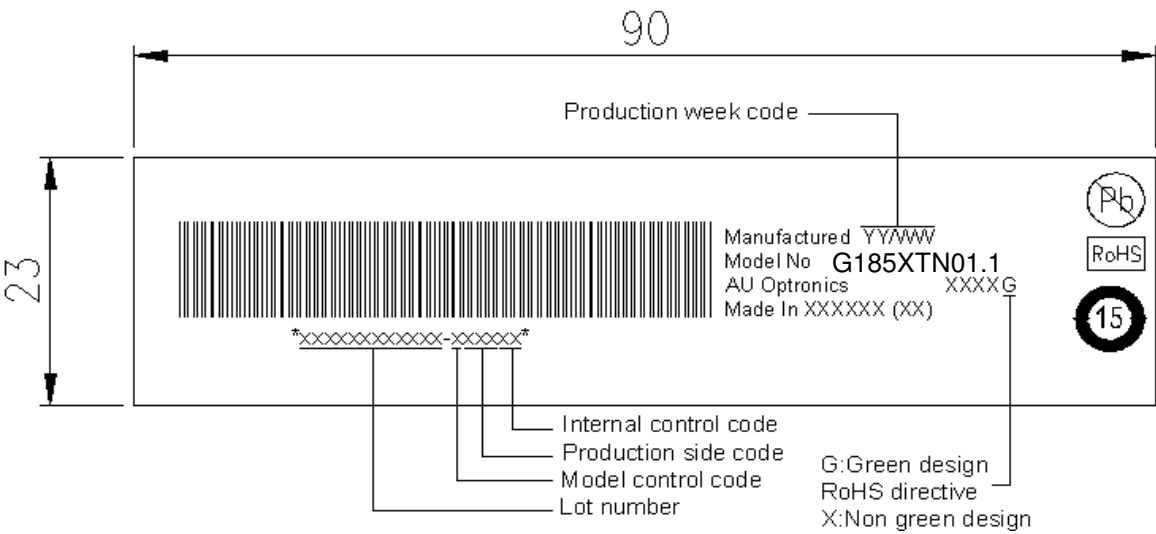 90
Production week code
23
Manufactured YY/WW
Model No G185XTN01.1
AU Optronics XXXXG
Made In XXXXXX (XX)
Pb
RoHS
15
*XXXXXXXXXXXX-XXXXXX*
Internal control code
Production side code
Model control code
Lot number
G:Green design
RoHS directive
X:Non green design